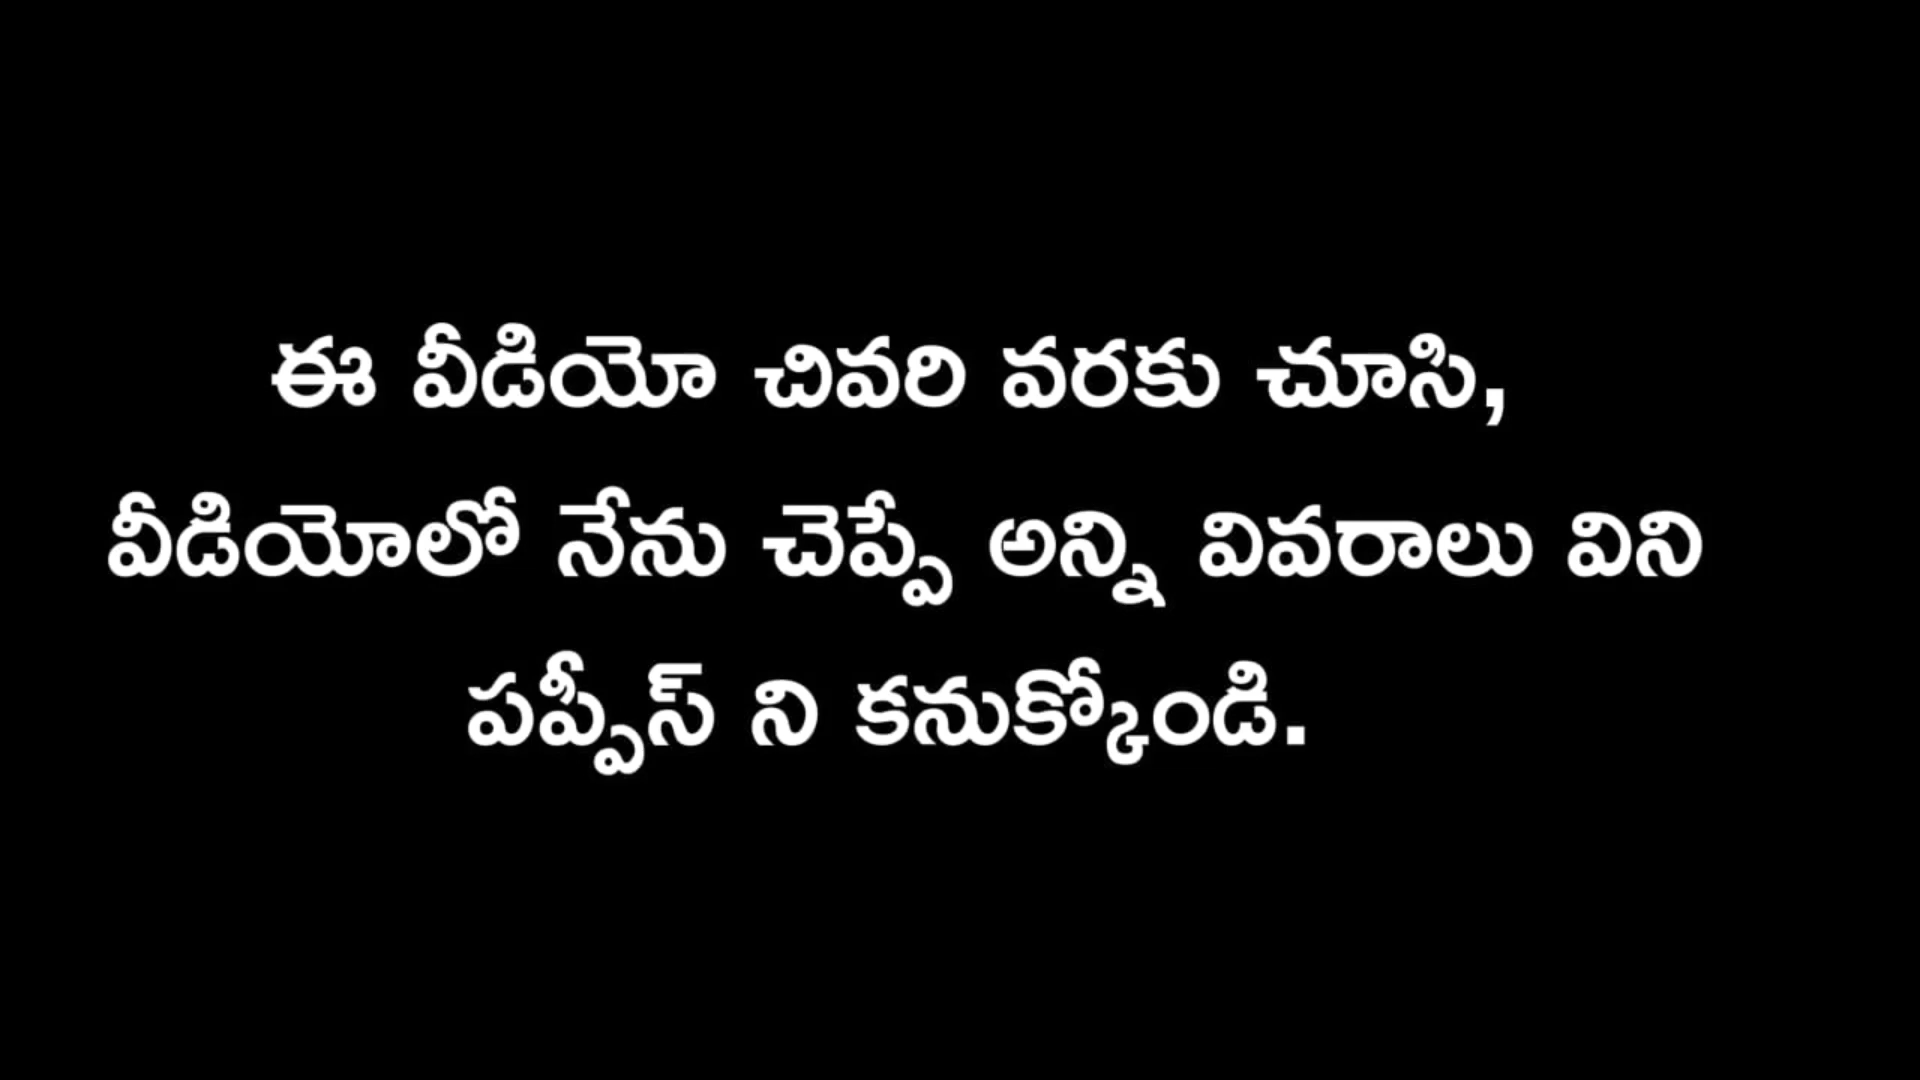 ఈ వీడియో చివరి వరకు చూసి,
వీడియోలో నేను చెప్పే అన్ని వివరాలు విని
పప్పీస్ ని కనుక్కోండి.